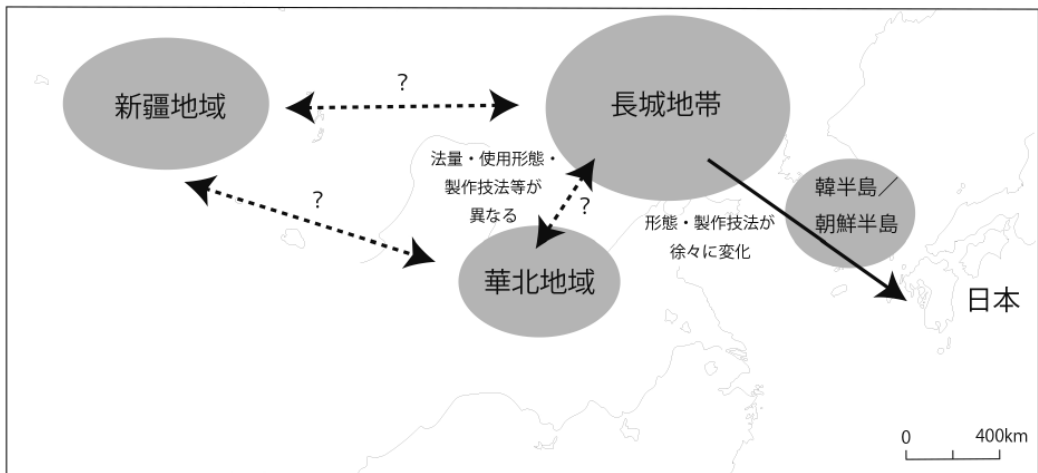 新疆地域
?
長城地帯
法量・使用形態・
製作技法等が
異なる
?
?
華北地域
形態・製作技法が
徐々に変化
韓半島／
朝鮮半島
日本
0
400km